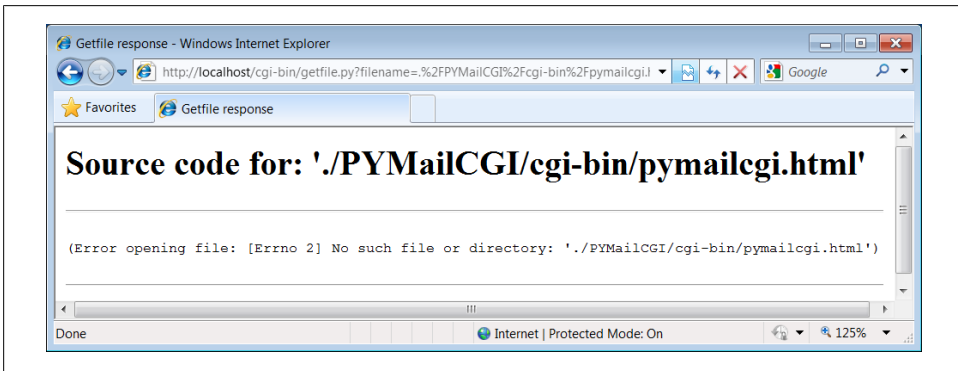 Getfile response - Windows Internet Explorer
http://localhost/cgi-bin/getfile.py?filename=.%2FPYMailCGI%2Fcgi-bin%2Fpymailcgi.l
Google
Favorites
Getfile response
Source code for: './PYMailCGI/cgi-bin/pymailcgi.html'
(Error opening file: [Errno 2] No such file or directory: './PYMailCGI/cgi-bin/pymailcgi.html')
Done
Internet | Protected Mode: On
125%